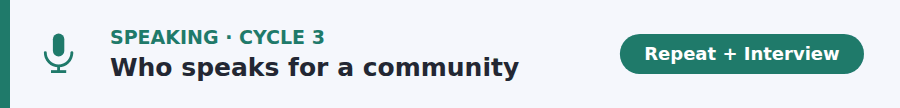 SPEAKING · CYCLE 3
Who speaks for a community
Repeat + Interview